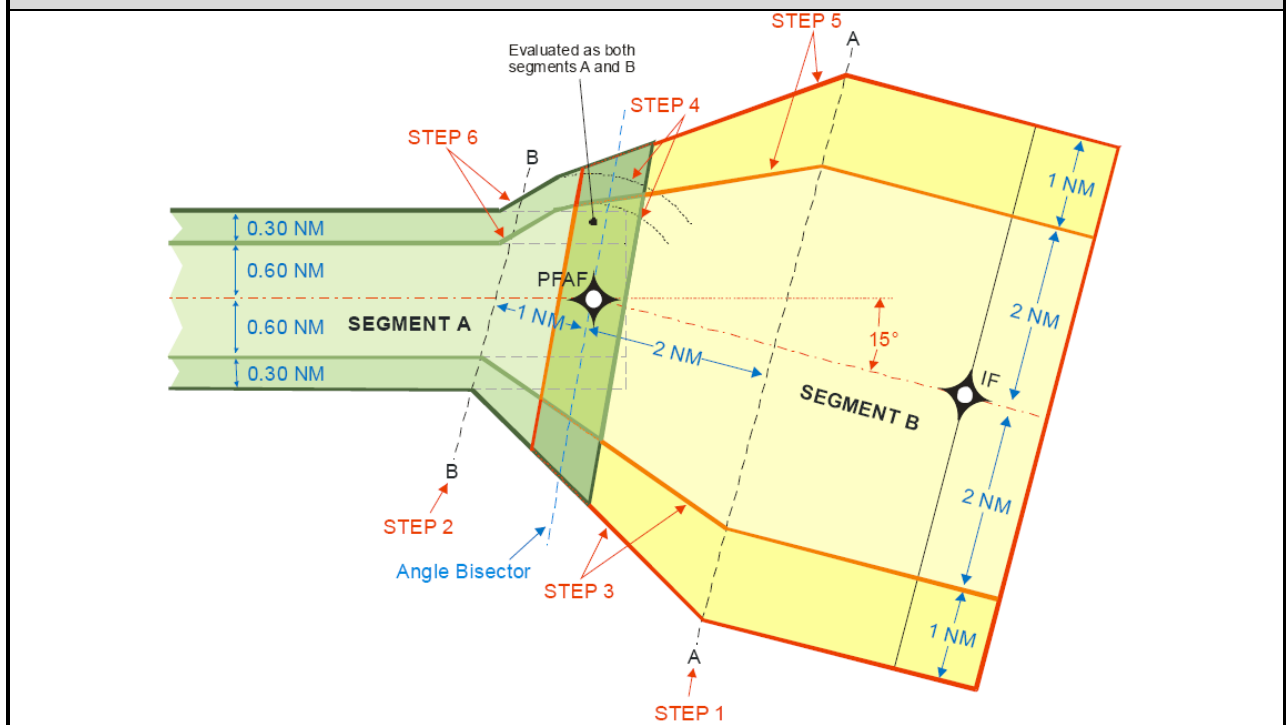 STEP 5
A
Evaluated as both
segments A and B
STEP 4
STEP 6
B
1 NM
0.30 NM
0.60 NM
PFAF
2 NM
0.60 NM
SEGMENT A
1 NM
15°
2 NM
IF
0.30 NM
SEGMENT B
B
2 NM
STEP 2
Angle Bisector
STEP 3
1 NM
A
STEP 1